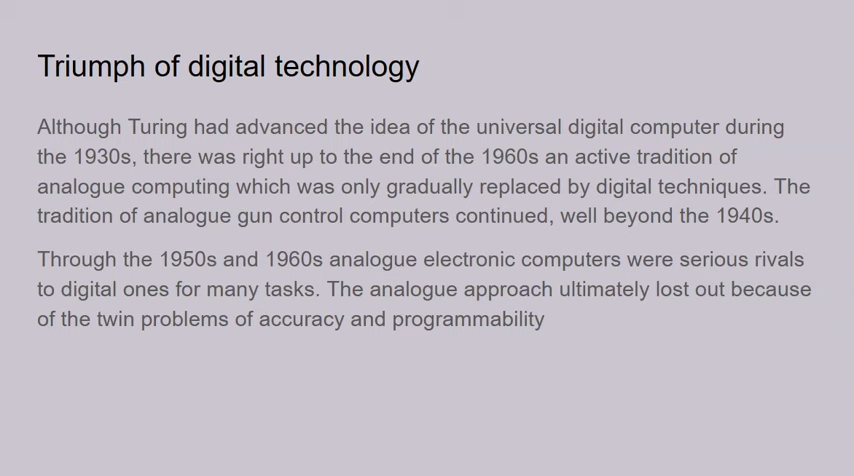 Triumph of digital technology
Although Turing had advanced the idea of the universal digital computer during
the 1930s, there was right up to the end of the 1960s an active tradition of
analogue computing which was only gradually replaced by digital techniques. The
tradition of analogue gun control computers continued, well beyond the 1940s.
Through the 1950s and 1960s analogue electronic computers were serious rivals
to digital ones for many tasks. The analogue approach ultimately lost out because
of the twin problems of accuracy and programmability